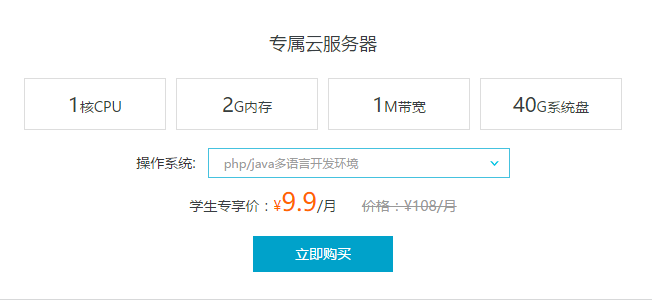 专属云服务器
1核CPU 2G内存 1M带宽 40G系统盘
操作系统: php/java多语言开发环境
学生专享价：¥9.9/月 价格：¥108/月
立即购买